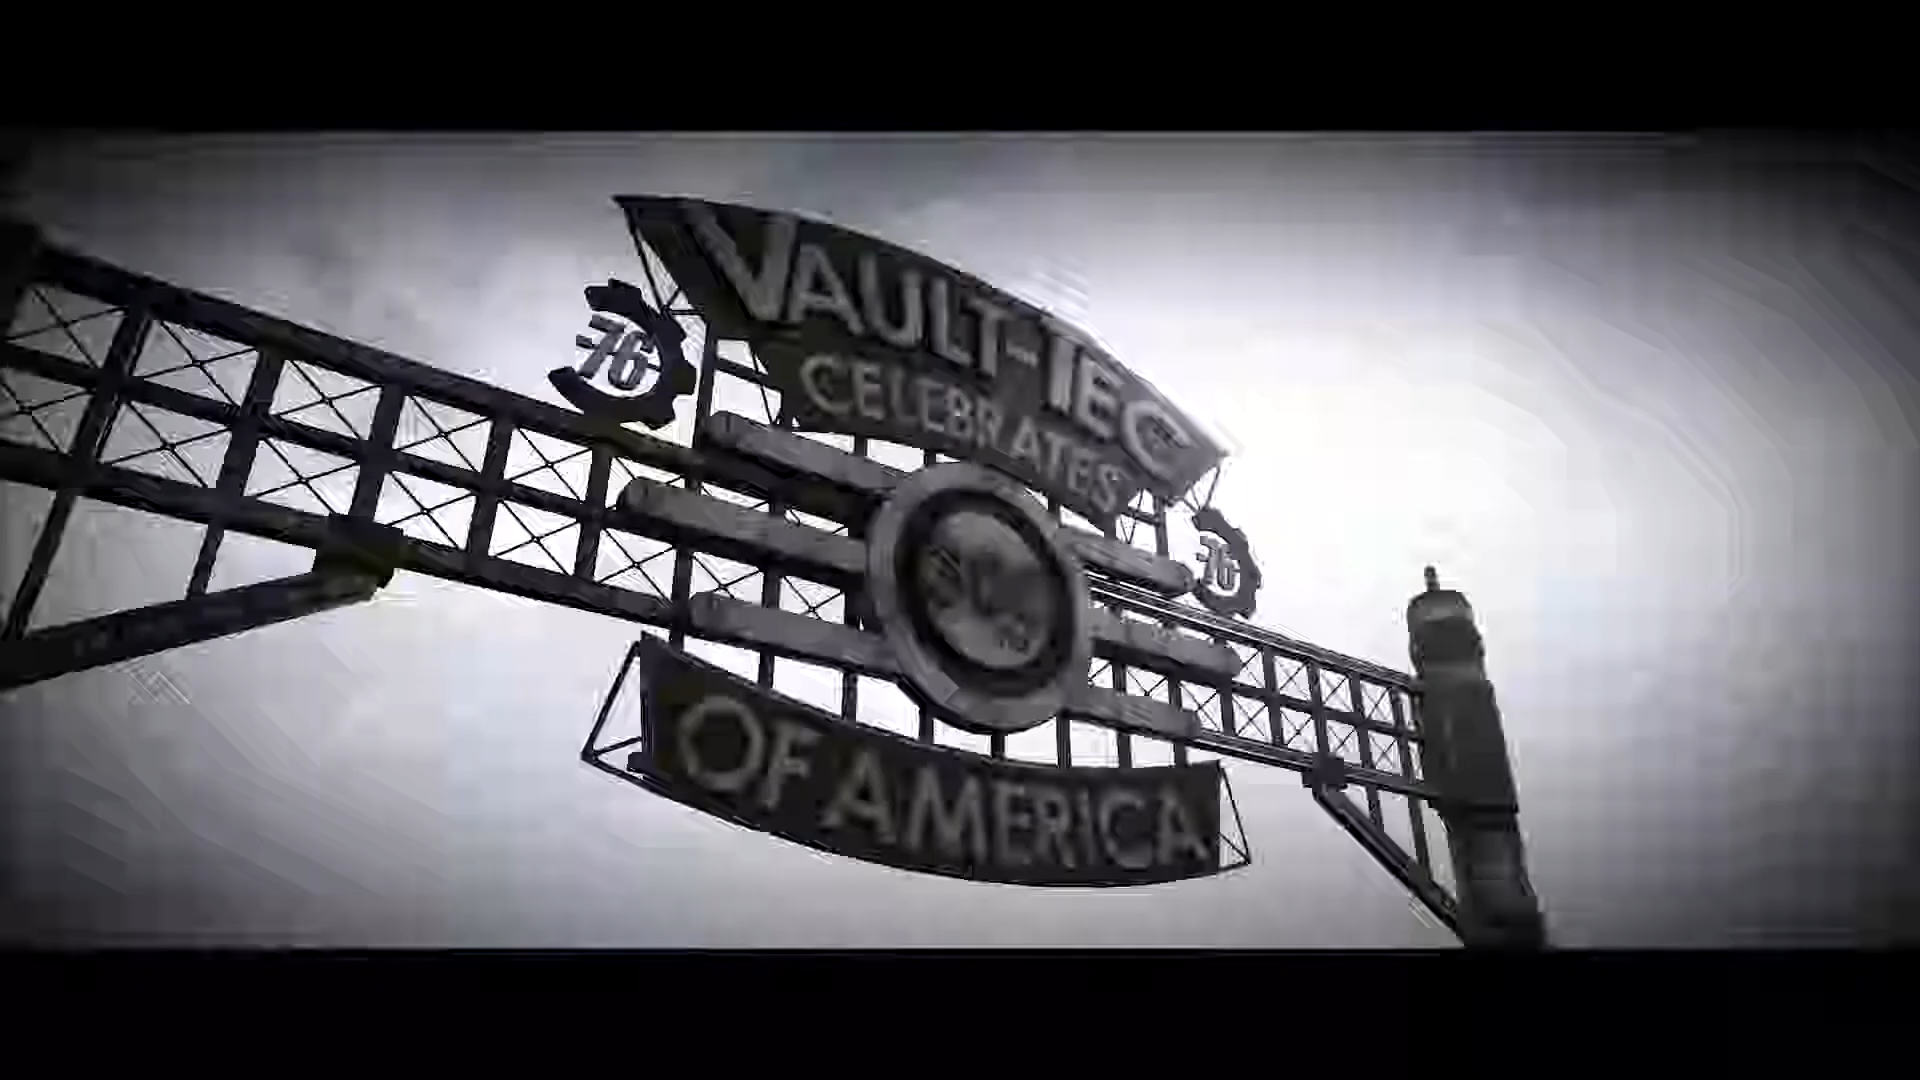 VAULT-TEC
CELEBRATES
76
76
OF AMERICA